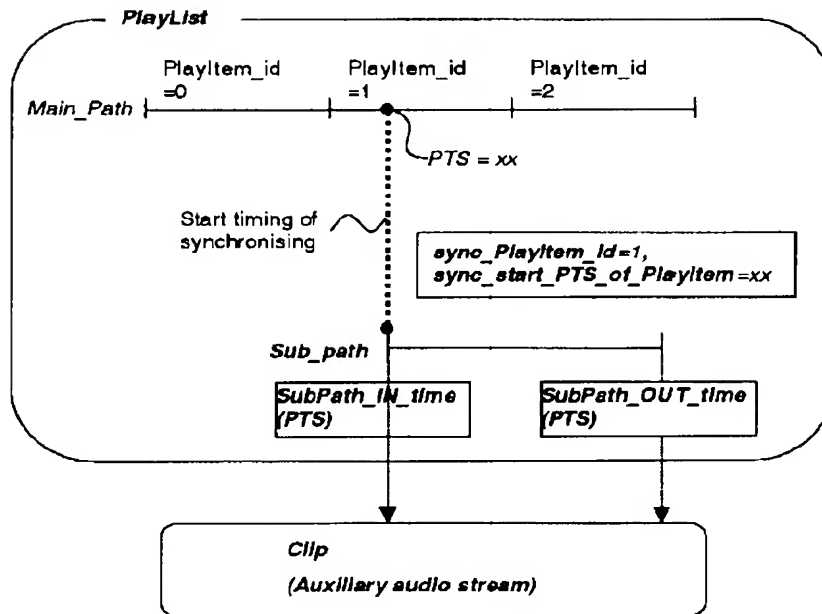 PlayList
PlayItem_id
=0
PlayItem_id
=1
PlayItem_id
=2
Main_Path
PTS = xx
Start timing of
synchronising
sync_PlayItem_id=1,
sync_start_PTS_of_PlayItem=xx
Sub_path
SubPath_IN_time
(PTS)
SubPath_OUT_time
(PTS)
Clip
(Auxiliary audio stream)